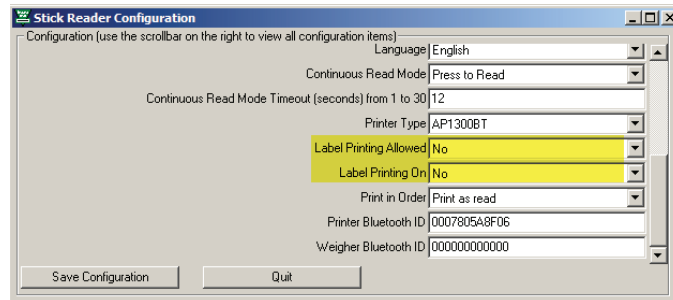 Stick Reader Configuration
Configuration (use the scrollbar on the right to view all configuration items)
Language English
Continuous Read Mode Press to Read
Continuous Read Mode Timeout (seconds) from 1 to 30 12
Printer Type AP1300BT
Label Printing Allowed No
Label Printing On No
Print in Order Print as read
Printer Bluetooth ID 0007805A8F06
Weigher Bluetooth ID 000000000000
Save Configuration Quit